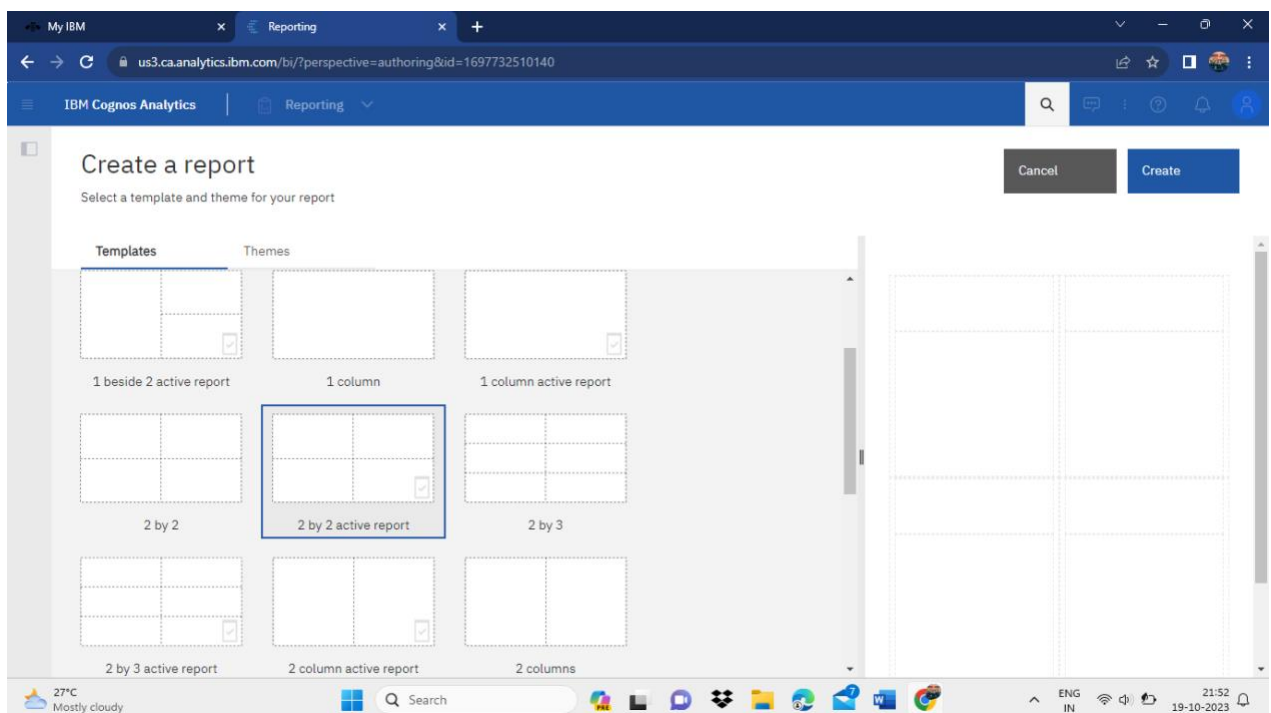 My IBM
Reporting
us3.ca.analytics.ibm.com/bi/?perspective=authoring&id=1697732510140
IBM Cognos Analytics
Reporting
Create a report
Cancel
Create
Select a template and theme for your report
Templates
Themes
1 beside 2 active report
1 column
1 column active report
2 by 2
2 by 2 active report
2 by 3
2 by 3 active report
2 column active report
2 columns
27°C
Mostly cloudy
Search
PRE
7
W
ENG
IN
21:52
19-10-2023